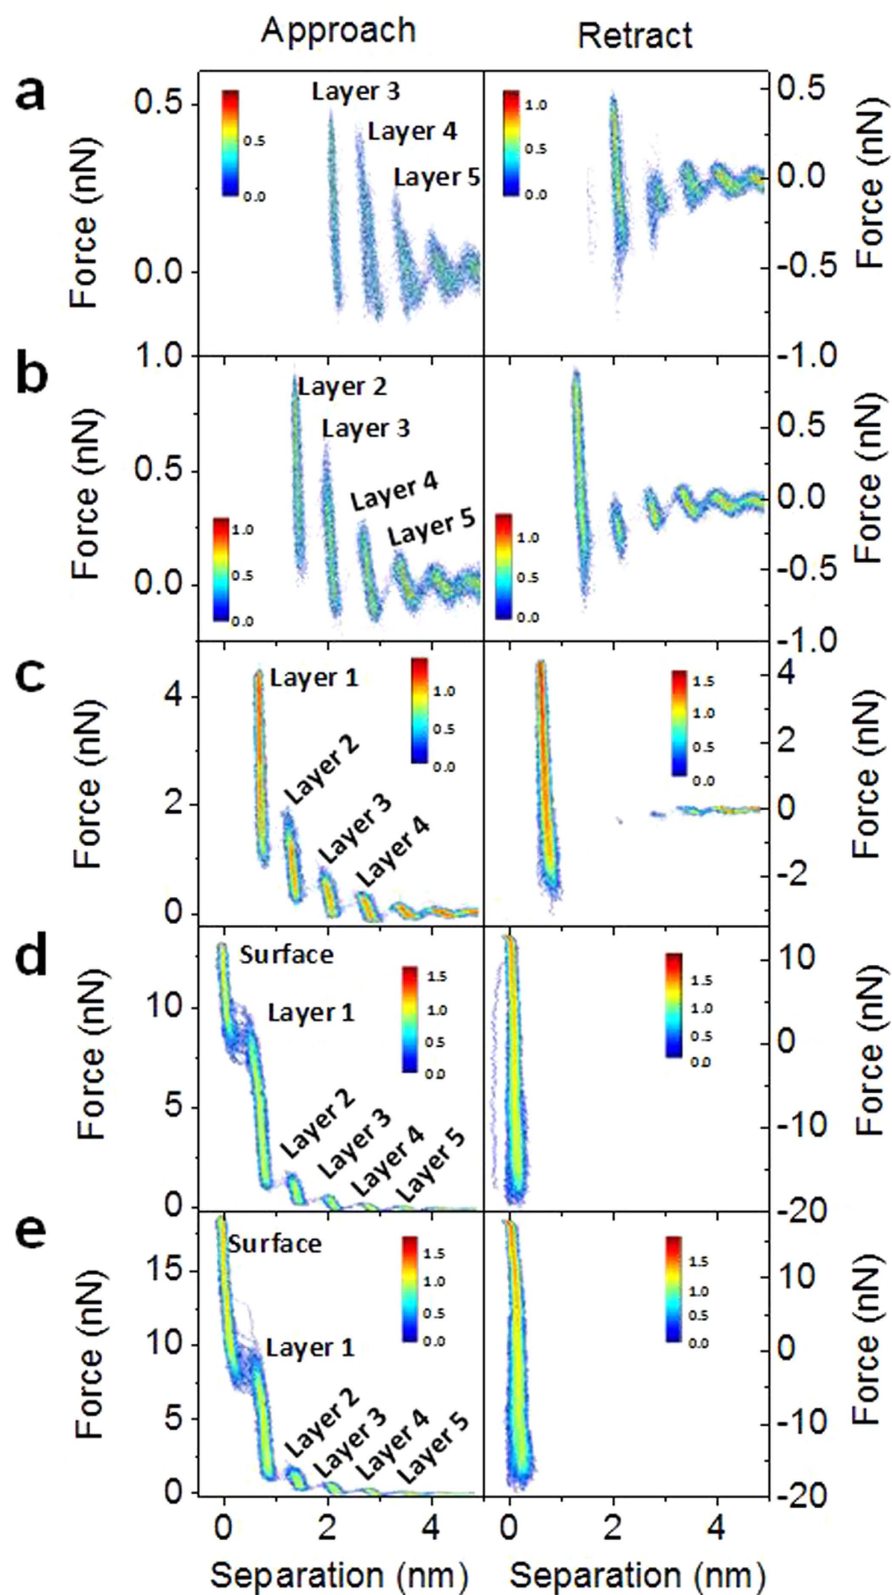 Approach
Retract
a
Force (nN)
0.5
0.0
0.5
0.0
Layer 3
Layer 4
Layer 5
1.0
0.5
0.0
0.5
0.0
-0.5
-1.0
Force (nN)
b
Force (nN)
1.0
0.5
0.0
Layer 2
Layer 3
Layer 4
Layer 5
1.0
0.5
0.0
1.0
0.5
0.0
0.5
0.0
-0.5
-1.0
Force (nN)
c
Force (nN)
4
2
0
Layer 1
Layer 2
Layer 3
Layer 4
1.0
0.5
0.0
1.5
1.0
0.5
0.0
4
2
0
-2
Force (nN)
d
Force (nN)
10
5
0
Surface
Layer 1
Layer 2
Layer 3
Layer 4
Layer 5
1.5
1.0
0.5
0.0
1.5
1.0
0.5
0.0
10
0
-10
-20
Force (nN)
e
Force (nN)
15
10
5
0
Surface
Layer 1
Layer 2
Layer 3
Layer 4
Layer 5
1.5
1.0
0.5
0.0
1.5
1.0
0.5
0.0
10
0
-10
-20
Force (nN)
0 2 4
0 2 4
Separation (nm)
Separation (nm)